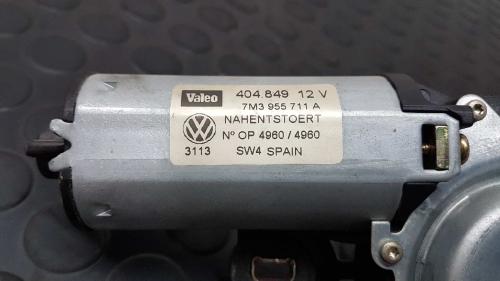 Valeo 404.849 12 V
7M3 955 711 A
NAHENTSTOERT
Nº OP 4960 / 4960
3113 SW4 SPAIN